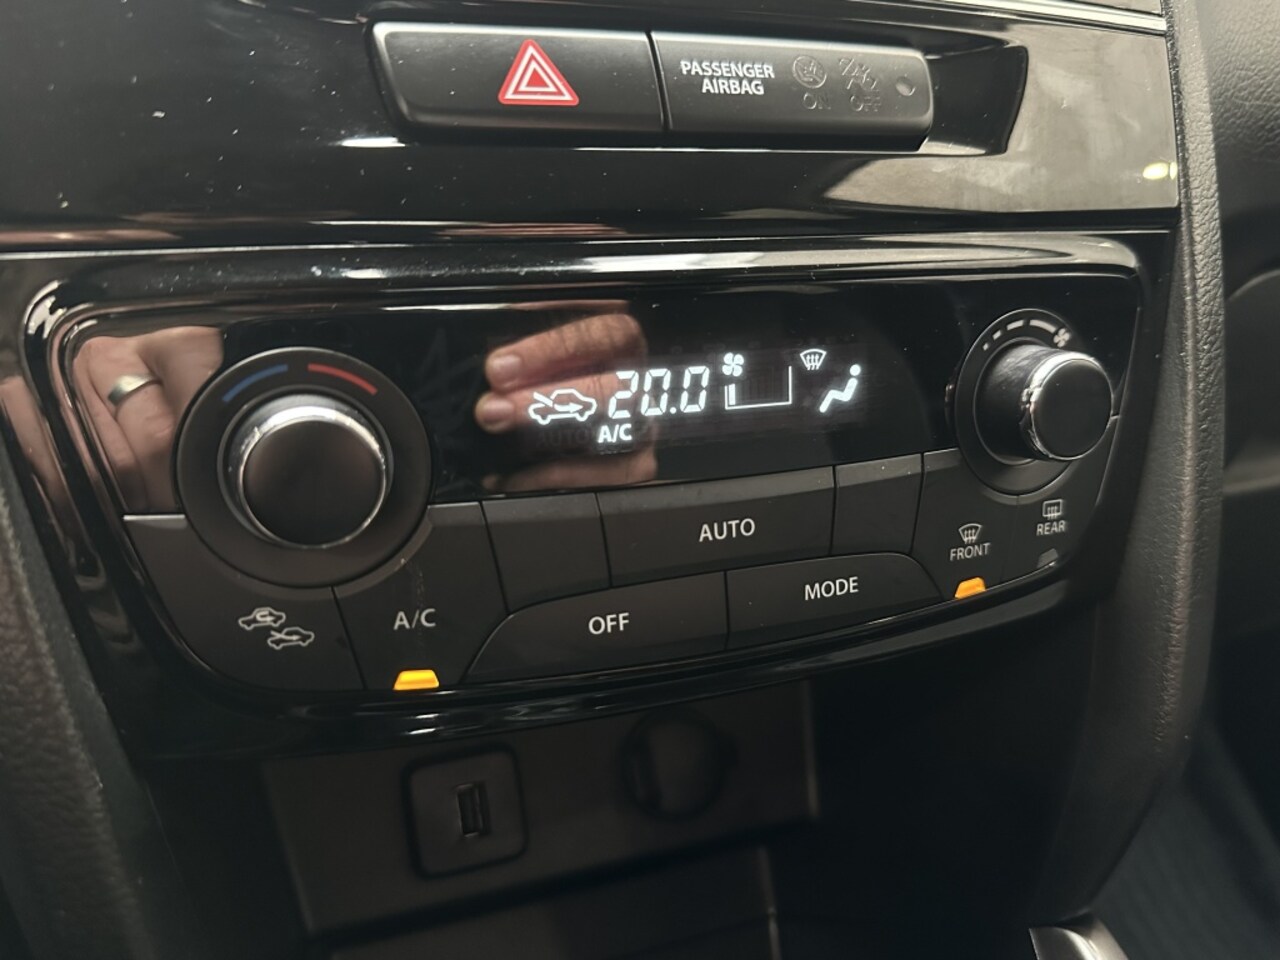 PASSENGER
AIRBAG
ON OFF
20.0
A/C
AUTO
A/C
OFF
MODE
FRONT
REAR